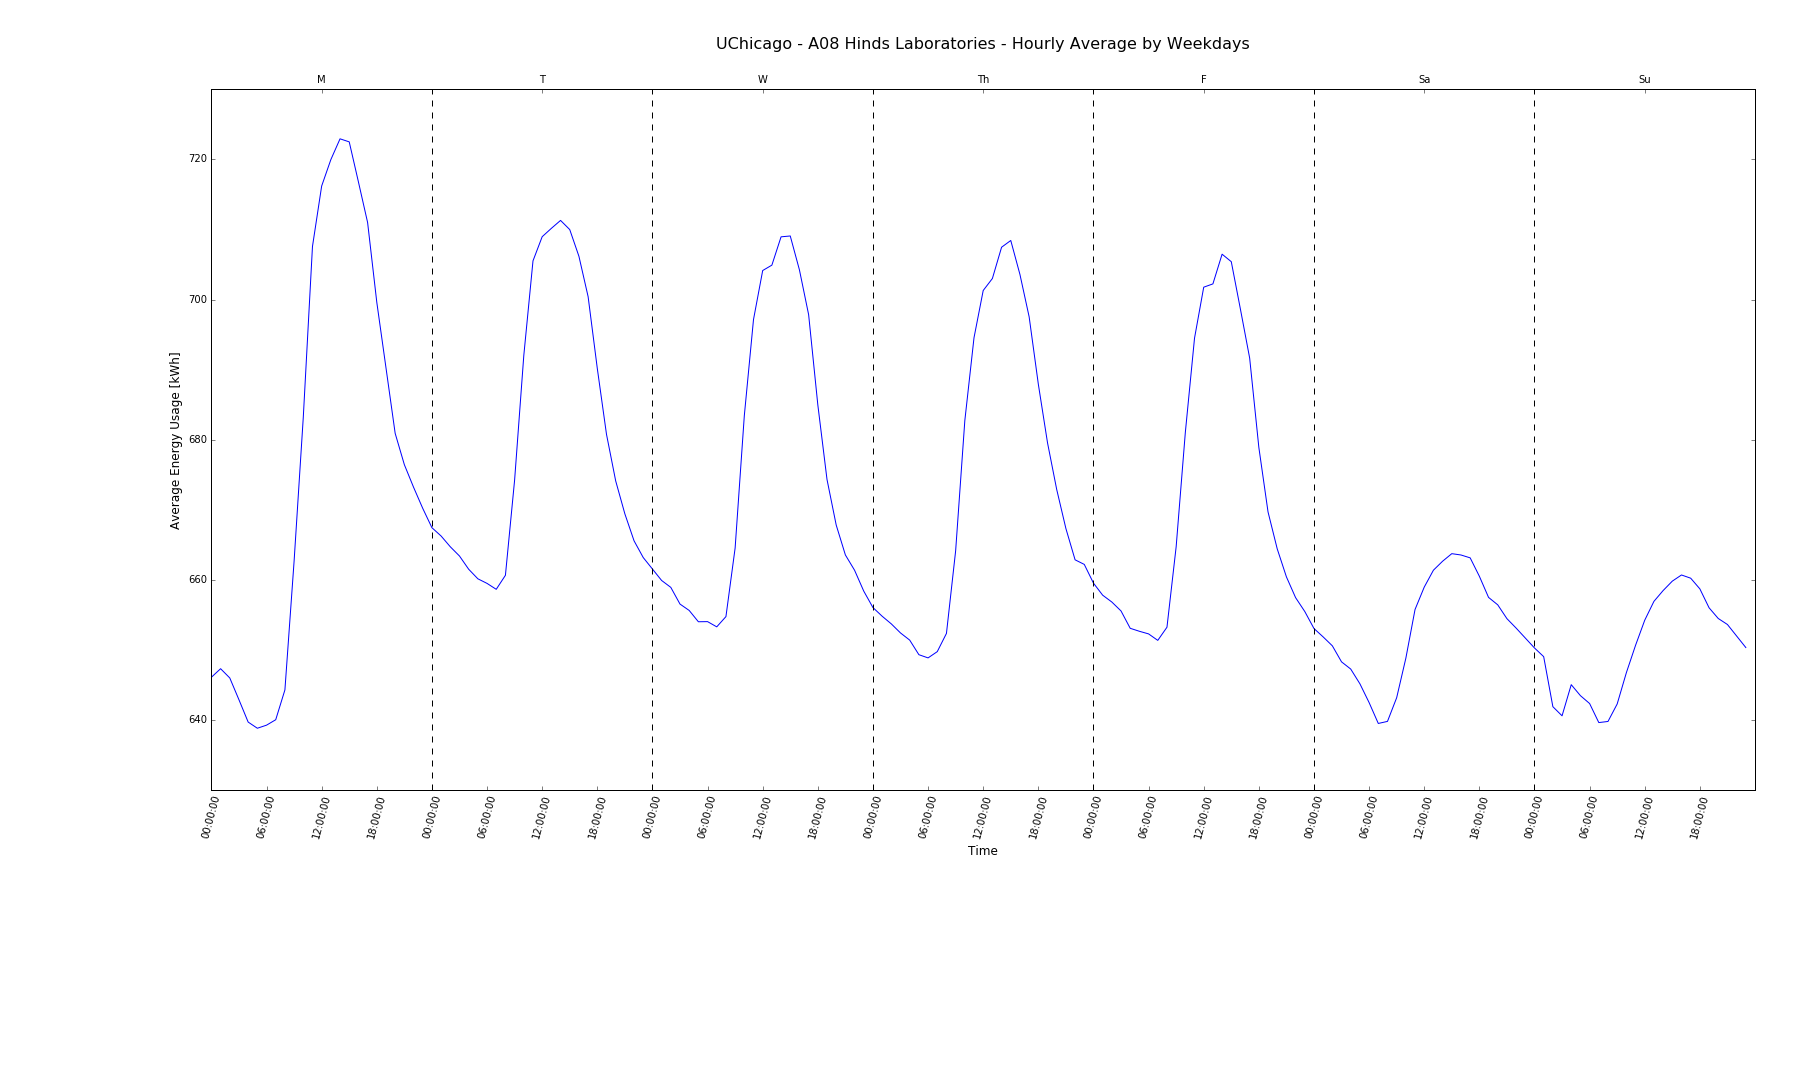 UChicago - A08 Hinds Laboratories - Hourly Average by Weekdays
M T W Th F Sa Su
720
700
680
660
640
Average Energy Usage [kWh]
00:00:00 06:00:00 12:00:00 18:00:00 00:00:00 06:00:00 12:00:00 18:00:00 00:00:00 06:00:00 12:00:00 18:00:00 00:00:00 06:00:00 12:00:00 18:00:00 00:00:00 06:00:00 12:00:00 18:00:00 00:00:00 06:00:00 12:00:00 18:00:00 00:00:00 06:00:00 12:00:00 18:00:00
Time